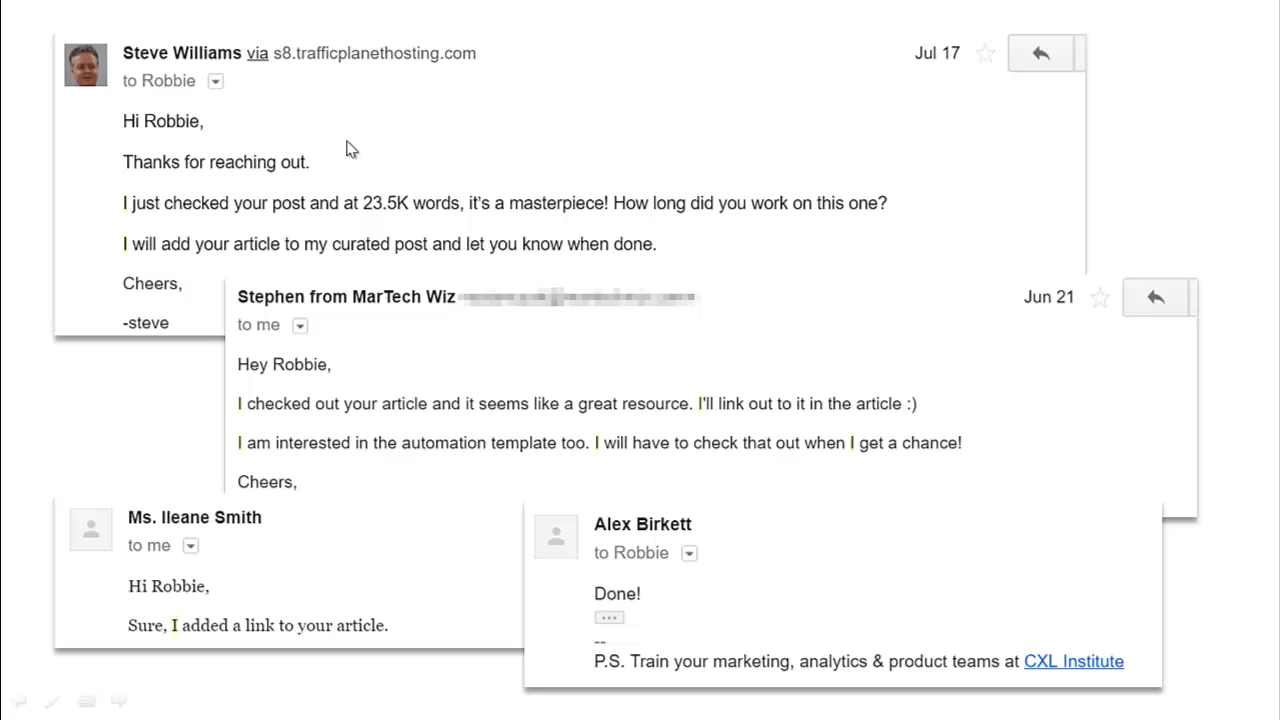 Steve Williams via s8.trafficplanethosting.com Jul 17
to Robbie
Hi Robbie,
Thanks for reaching out.
I just checked your post and at 23.5K words, it's a masterpiece! How long did you work on this one?
I will add your article to my curated post and let you know when done.
Cheers,
-steve
Stephen from MarTech Wiz Jun 21
to me
Hey Robbie,
I checked out your article and it seems like a great resource. I'll link out to it in the article :)
I am interested in the automation template too. I will have to check that out when I get a chance!
Cheers,
Ms. Ileane Smith
to me
Hi Robbie,
Sure, I added a link to your article.
Alex Birkett
to Robbie
Done!
--
P.S. Train your marketing, analytics & product teams at CXL Institute